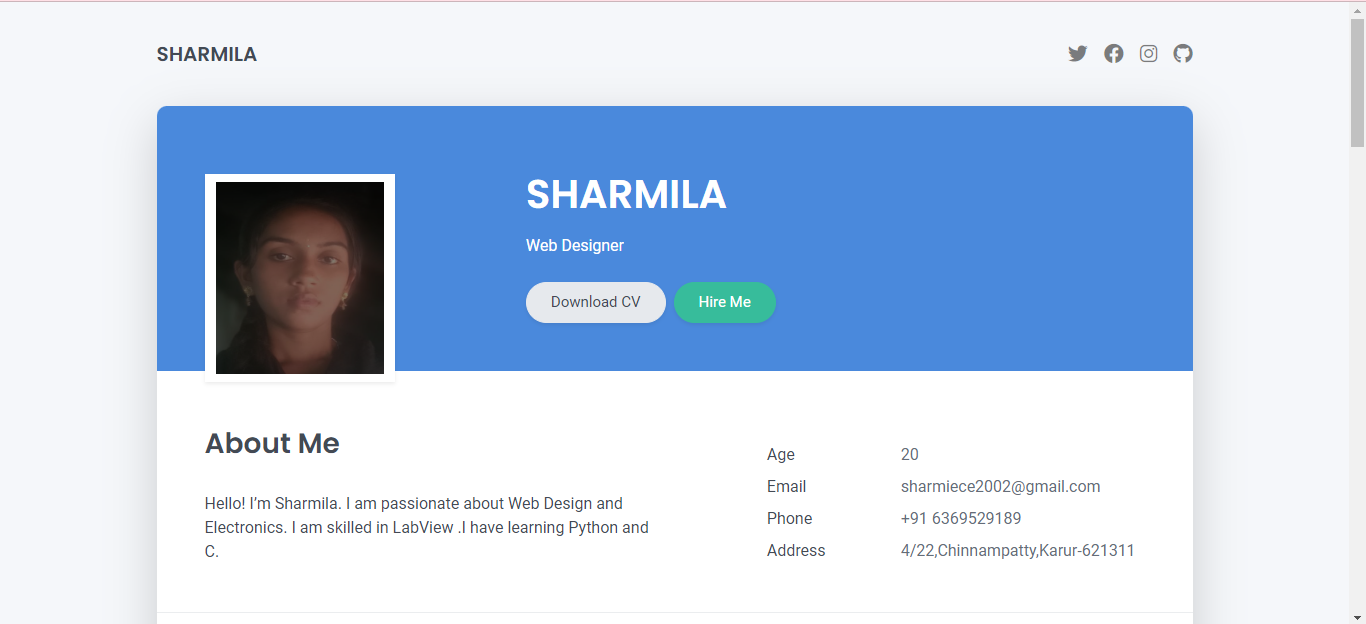 SHARMILA
SHARMILA
Web Designer
Download CV
Hire Me
About Me
Hello! I’m Sharmila. I am passionate about Web Design and
Electronics. I am skilled in LabView .I have learning Python and
C.
Age 20
Email sharmiece2002@gmail.com
Phone +91 6369529189
Address 4/22,Chinnampatty,Karur-621311